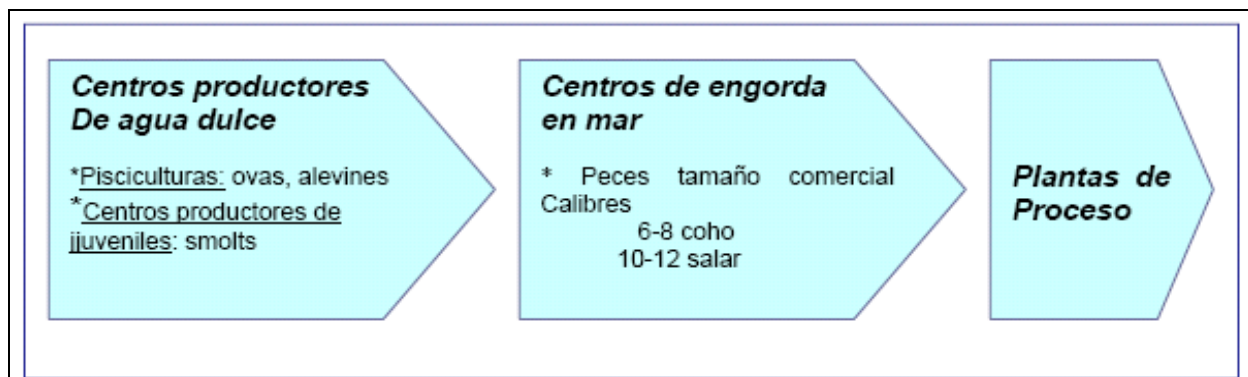 Centros productores
De agua dulce
*Pisciculturas: ovas, alevines
*Centros productores de
jjuveniles: smolts
Centros de engorda
en mar
* Peces tamaño comercial
Calibres
6-8 coho
10-12 salar
Plantas de
Proceso